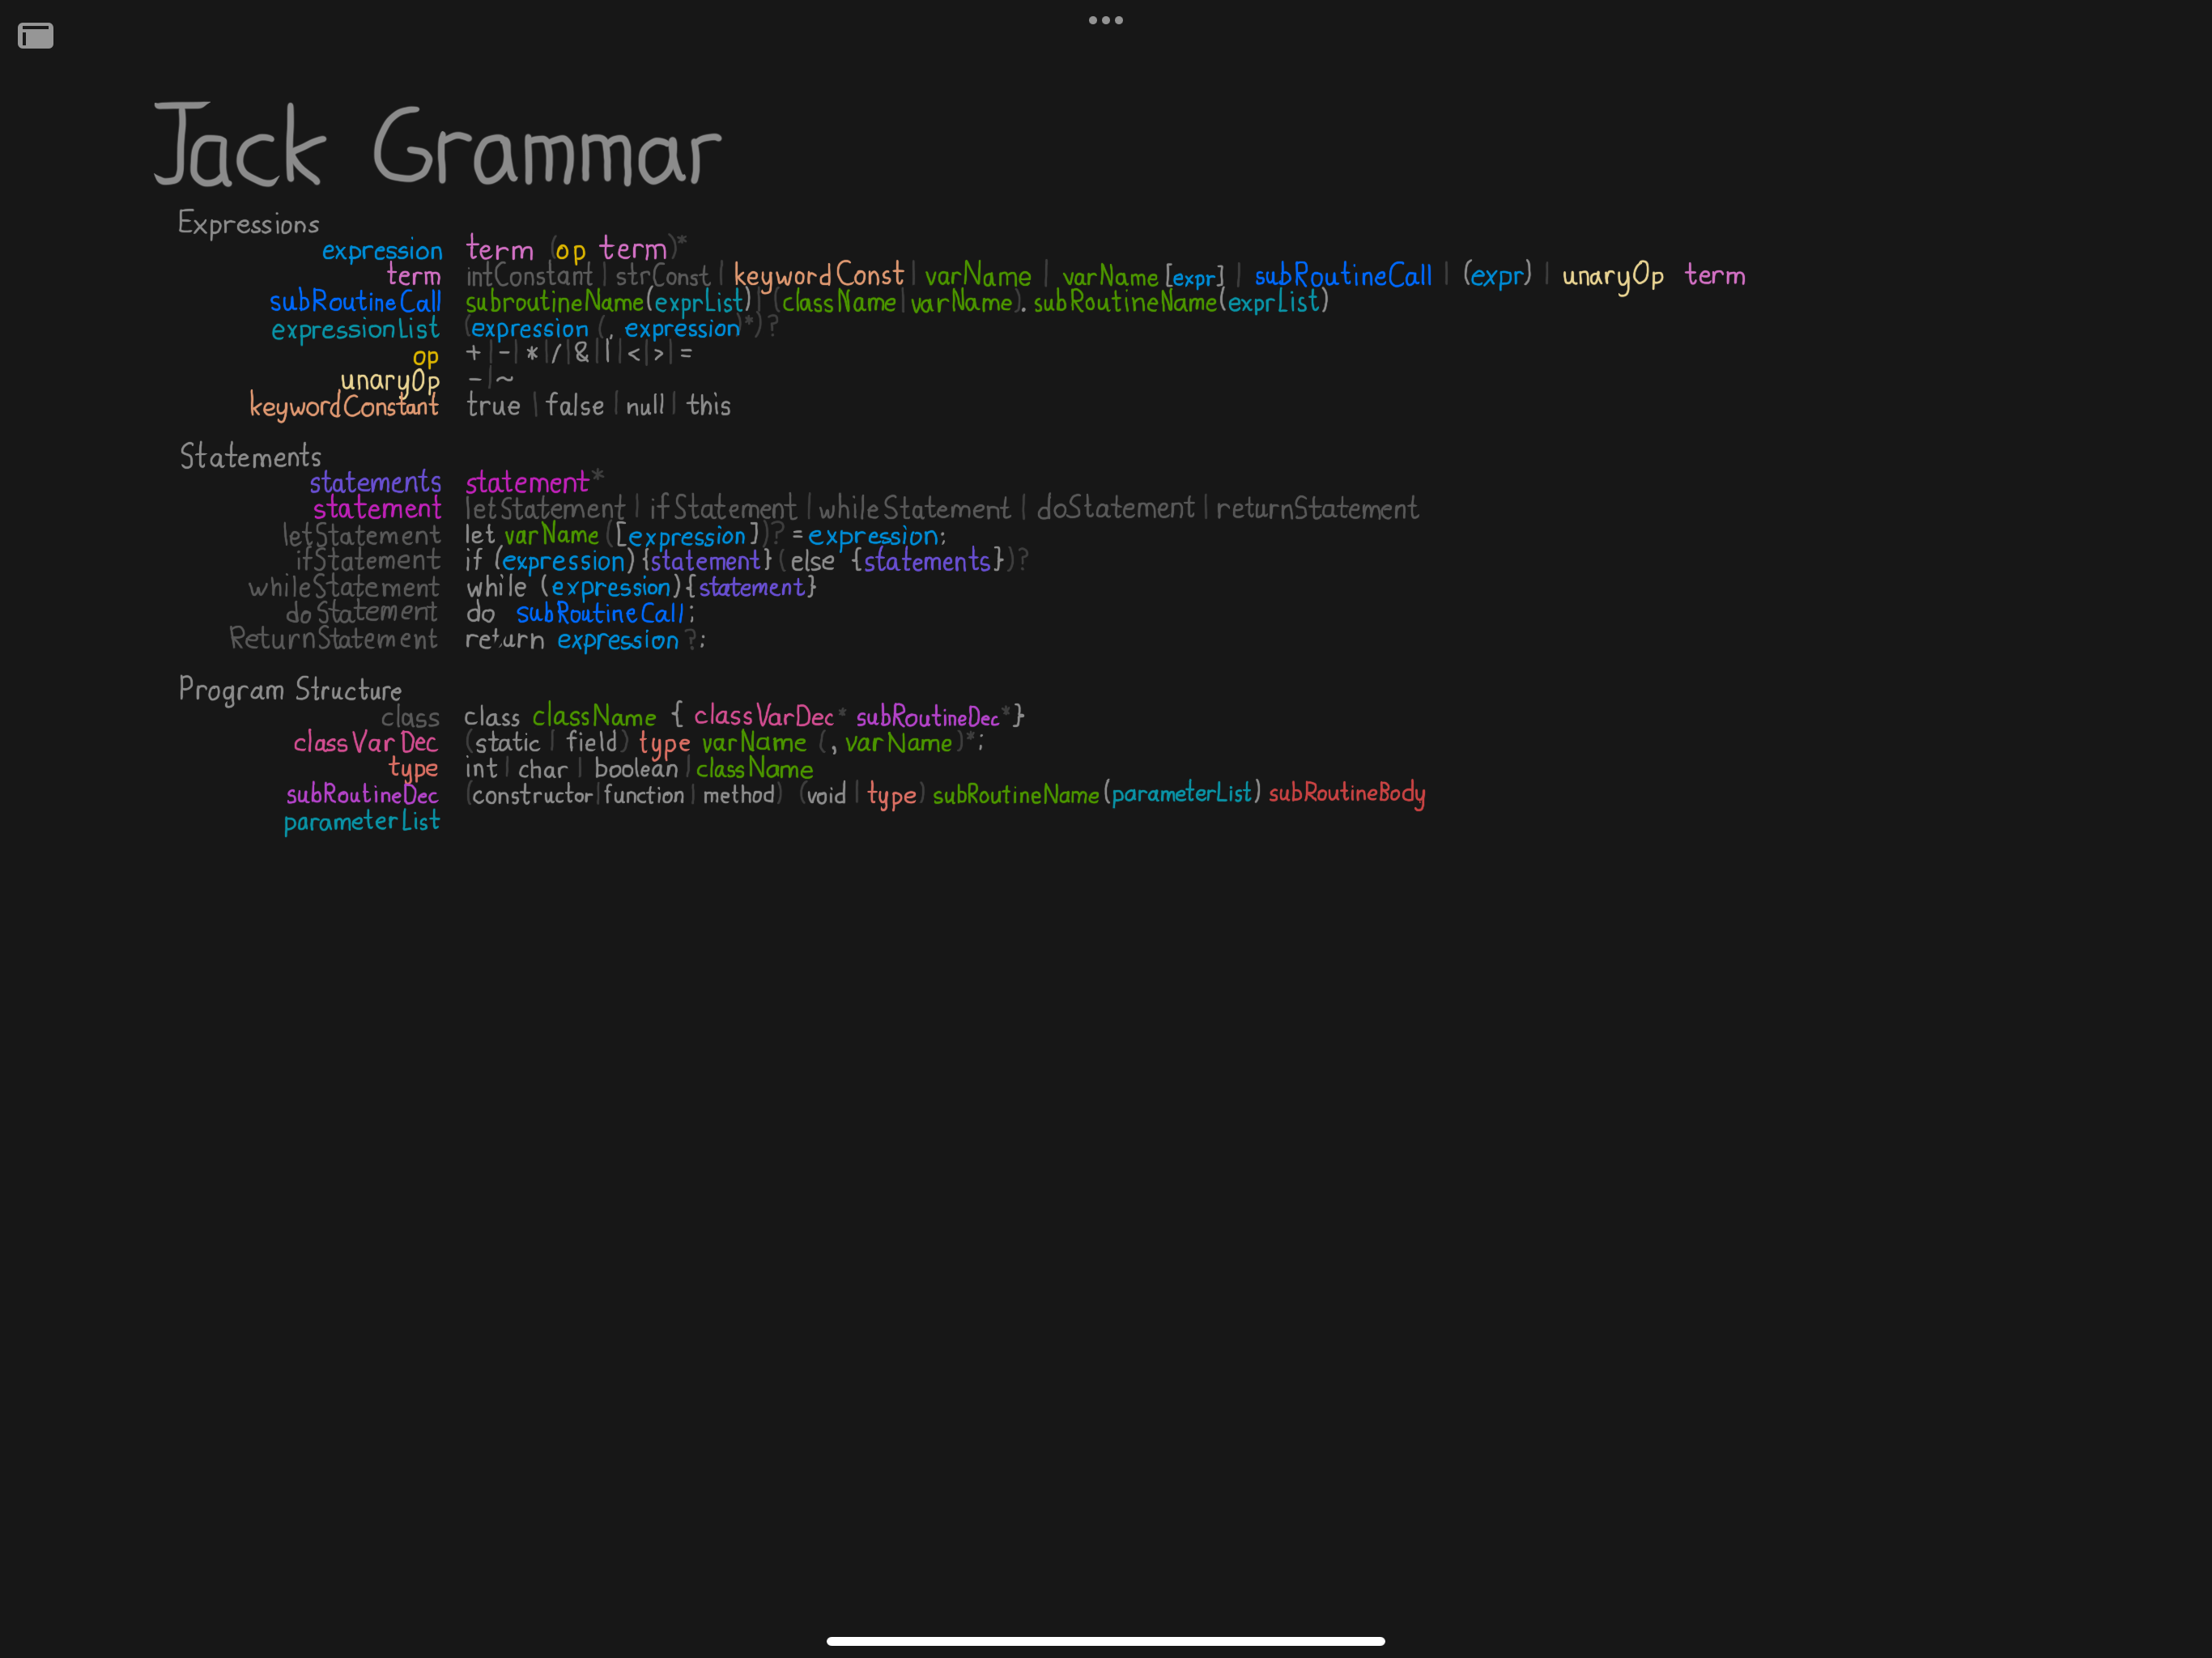 Jack Grammar
Expressions
expression term (op term)*
term intConstant | strConst | keywordConst | varName | varName[expr] | subRoutineCall | (expr) | unaryOp term
subRoutineCall subroutineName(exprList) | (className | varName).subRoutineName(exprList)
expressionList (expression (, expression)*)?
op + | - | * | / | & | | | < | > | =
unaryOp - | ~
keywordConstant true | false | null | this
Statements
statements statement*
statement letStatement | ifStatement | whileStatement | doStatement | returnStatement
letStatement let varName ([expression])? = expression;
ifStatement if (expression) {statement} (else {statements})?
whileStatement while (expression) {statement}
doStatement do subRoutineCall;
ReturnStatement return expression ?;
Program Structure
class class className { classVarDec* subRoutineDec* }
classVarDec (static | field) type varName (, varName)*;
type int | char | boolean | className
subRoutineDec (constructor | function | method) (void | type) subRoutineName (parameterList) subRoutineBody
parameterList